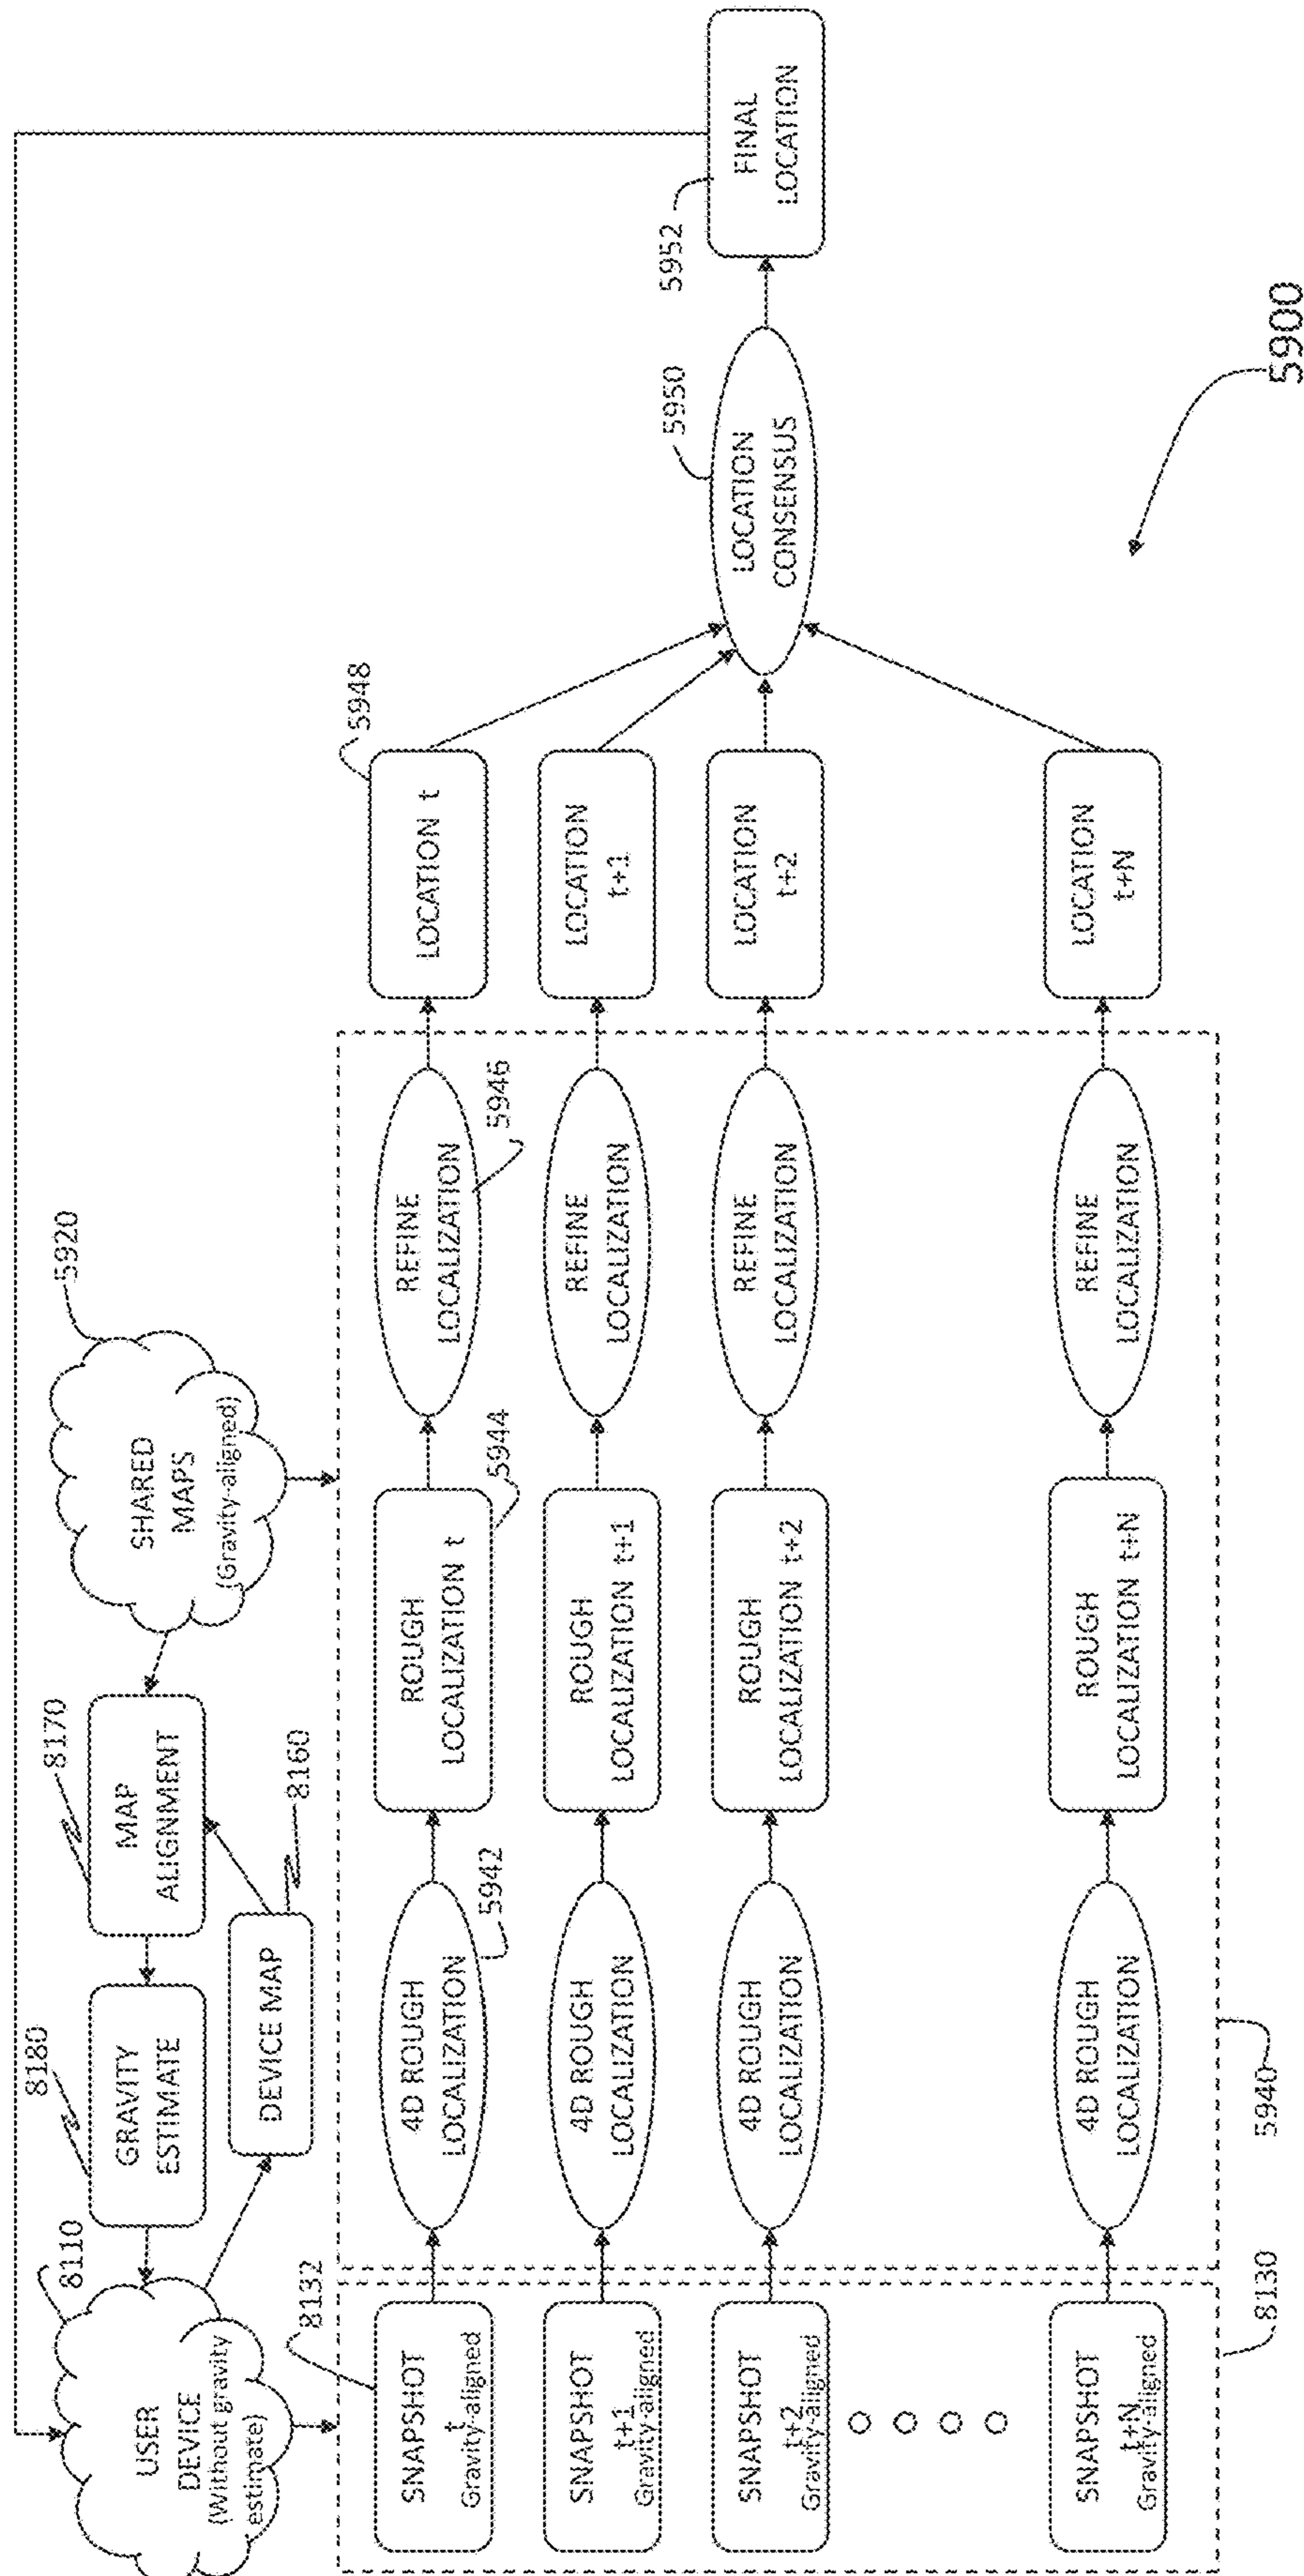 8110
USER
DEVICE
(Without gravity
estimate)
8180
GRAVITY
ESTIMATE
8170
MAP
ALIGNMENT
DEVICE MAP
8160
5920
SHARED
MAPS
(Gravity-aligned)
8132
SNAPSHOT
t
Gravity-aligned
4D ROUGH
LOCALIZATION
5942
ROUGH
LOCALIZATION t
5944
REFINE
LOCALIZATION
5946
LOCATION t
5948
SNAPSHOT
t+1
Gravity-aligned
4D ROUGH
LOCALIZATION
ROUGH
LOCALIZATION t+1
REFINE
LOCALIZATION
LOCATION
t+1
SNAPSHOT
t+2
Gravity-aligned
4D ROUGH
LOCALIZATION
ROUGH
LOCALIZATION t+2
REFINE
LOCALIZATION
LOCATION
t+2
5950
LOCATION
CONSENSUS
5952
FINAL
LOCATION
SNAPSHOT
t+N
Gravity-aligned
4D ROUGH
LOCALIZATION
ROUGH
LOCALIZATION t+N
REFINE
LOCALIZATION
LOCATION
t+N
8130
5940
5900